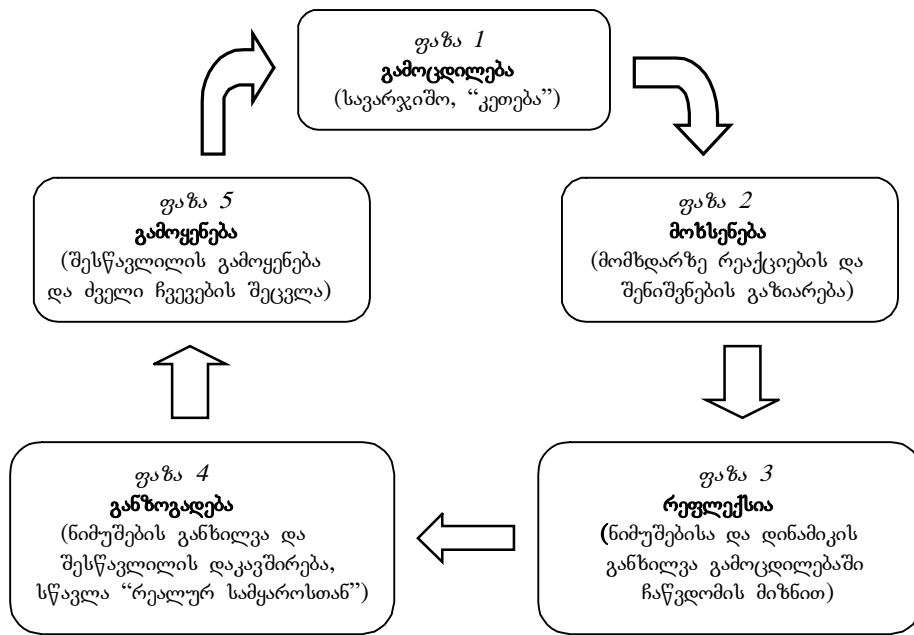 ფაზა 1
გამოცდილება
(სავარჯიშო, “კეთება”)
ფაზა 2
მოხსენება
(მომხდარზე რეაქციების და
შენიშვნების გაზიარება)
ფაზა 3
რეფლექსია
(ნიმუშებისა და დინამიკის
განხილვა გამოცდილებაში
ჩაწვდომის მიზნით)
ფაზა 4
განზოგადება
(ნიმუშების განხილვა და
შესწავლილის დაკავშირება,
სწავლა “რეალურ სამყაროსთან”)
ფაზა 5
გამოყენება
(შესწავლილის გამოყენება
და ძველი ჩვევების შეცვლა)